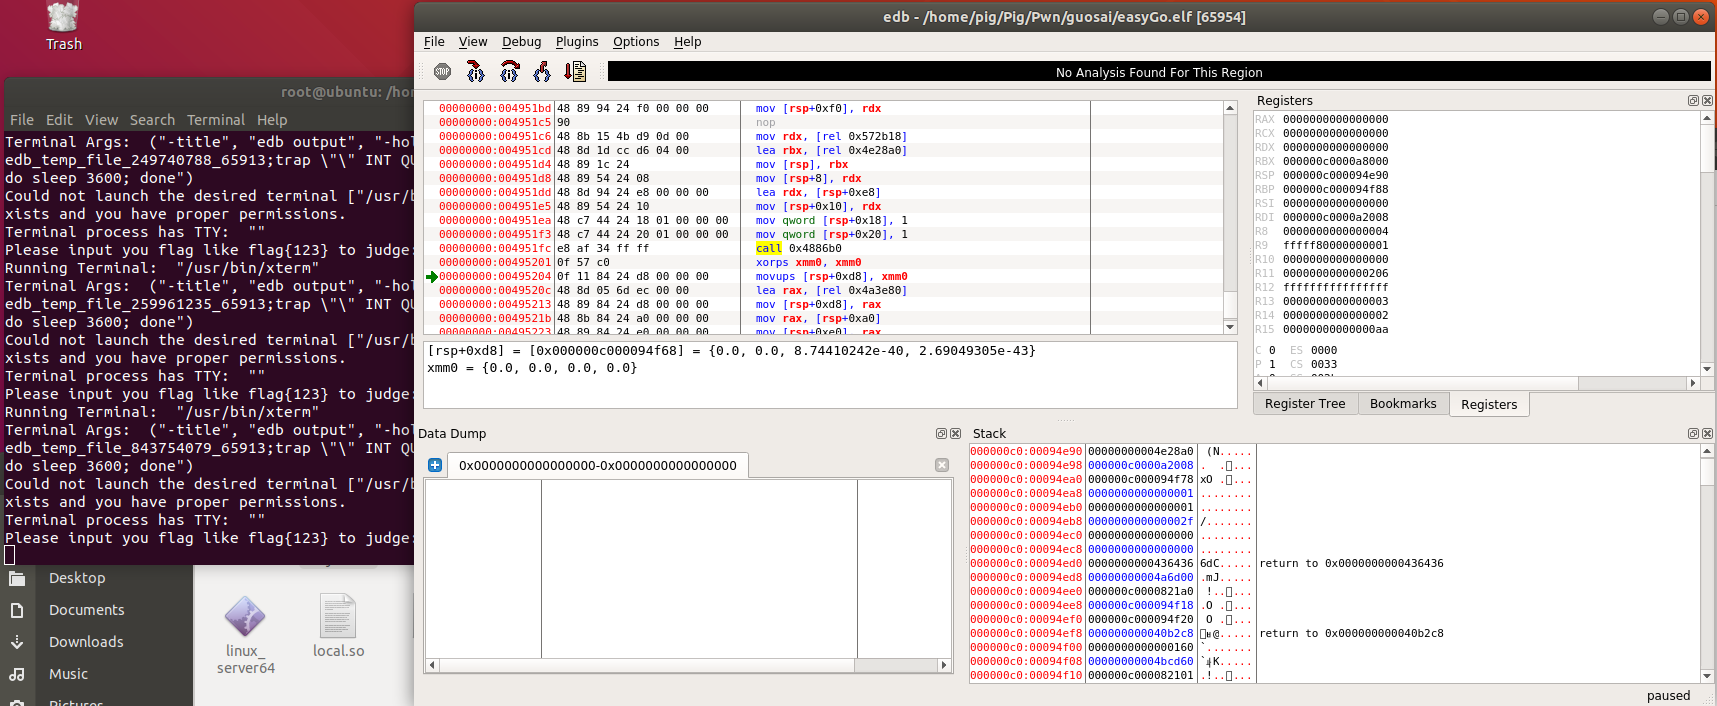 Trash
root@ubuntu: /hor
File Edit View Search Terminal Help
Terminal Args:  ("-title", "edb output", "-hol
edb_temp_file_249740788_65913;trap \"\" INT QU
do sleep 3600; done")
Could not launch the desired terminal ["/usr/b
xists and you have proper permissions.
Terminal process has TTY:  ""
Please input you flag like flag{123} to judge:
Running Terminal:  "/usr/bin/xterm"
Terminal Args:  ("-title", "edb output", "-hol
edb_temp_file_259961235_65913;trap \"\" INT QU
do sleep 3600; done")
Could not launch the desired terminal ["/usr/b
xists and you have proper permissions.
Terminal process has TTY:  ""
Please input you flag like flag{123} to judge:
Running Terminal:  "/usr/bin/xterm"
Terminal Args:  ("-title", "edb output", "-hol
edb_temp_file_843754079_65913;trap \"\" INT QU
do sleep 3600; done")
Could not launch the desired terminal ["/usr/b
xists and you have proper permissions.
Terminal process has TTY:  ""
Please input you flag like flag{123} to judge:
Desktop
Documents
Downloads
Music
Pictures
linux_
server64
local.so
edb - /home/pig/Pig/Pwn/guosai/easyGo.elf [65954]
File View Debug Plugins Options Help
STOP
No Analysis Found For This Region
00000000:004951bd 48 89 94 24 f0 00 00 00 mov [rsp+0xf0], rdx
00000000:004951c5 90 nop
00000000:004951c6 48 8b 15 4b d9 0d 00 mov rdx, [rel 0x572b18]
00000000:004951cd 48 8d 1d cc d6 04 00 lea rbx, [rel 0x4e28a0]
00000000:004951d4 48 89 1c 24 mov [rsp], rbx
00000000:004951d8 48 89 54 24 08 mov [rsp+8], rdx
00000000:004951dd 48 8d 94 24 e8 00 00 00 lea rdx, [rsp+0xe8]
00000000:004951e5 48 89 54 24 10 mov [rsp+0x10], rdx
00000000:004951ea 48 c7 44 24 18 01 00 00 00 mov qword [rsp+0x18], 1
00000000:004951f3 48 c7 44 24 20 01 00 00 00 mov qword [rsp+0x20], 1
00000000:004951fc e8 af 34 ff ff call 0x4886b0
00000000:00495201 0f 57 c0 xorps xmm0, xmm0
00000000:00495204 0f 11 84 24 d8 00 00 00 movups [rsp+0xd8], xmm0
00000000:0049520c 48 8d 05 6d ec 00 00 lea rax, [rel 0x4a3e80]
00000000:00495213 48 89 84 24 d8 00 00 00 mov [rsp+0xd8], rax
00000000:0049521b 48 8b 84 24 a0 00 00 00 mov rax, [rsp+0xa0]
00000000:00495223 48 89 84 24 e0 00 00 00 mov [rsp+0xe0], rax
[rsp+0xd8] = [0x000000c000094f68] = {0.0, 0.0, 8.74410242e-40, 2.69049305e-43}
xmm0 = {0.0, 0.0, 0.0, 0.0}
Registers
RAX 0000000000000000
RCX 0000000000000000
RDX 0000000000000000
RBX 000000c0000a8000
RSP 000000c000094e90
RBP 000000c000094f88
RSI 0000000000000000
RDI 000000c0000a2008
R8 0000000000000004
R9 fffff80000000001
R10 0000000000000000
R11 0000000000000206
R12 ffffffffffffffff
R13 0000000000000003
R14 0000000000000002
R15 00000000000000aa
C 0 ES 0000
P 1 CS 0033
Register Tree Bookmarks Registers
Data Dump
0x0000000000000000-0x0000000000000000
Stack
000000c0:00094e90 00000000004e28a0 (N.....
000000c0:00094e98 000000c0000a2008
000000c0:00094ea0 000000c000094f78 xO
000000c0:00094ea8 0000000000000001 ........
000000c0:00094eb0 0000000000000001 ........
000000c0:00094eb8 000000000000002f /.......
000000c0:00094ec0 0000000000000000 ........
000000c0:00094ec8 0000000000000000 ........
000000c0:00094ed0 0000000000436436 6dC..... return to 0x0000000000436436
000000c0:00094ed8 00000000004a6d00 .mJ.....
000000c0:00094ee0 000000c0000821a0
000000c0:00094ee8 000000c000094f18
000000c0:00094ef0 000000c000094f20
000000c0:00094ef8 000000000040b2c8 return to 0x000000000040b2c8
000000c0:00094f00 0000000000000160 `.......
000000c0:00094f08 00000000004bcd60
000000c0:00094f10 000000c000082101
paused